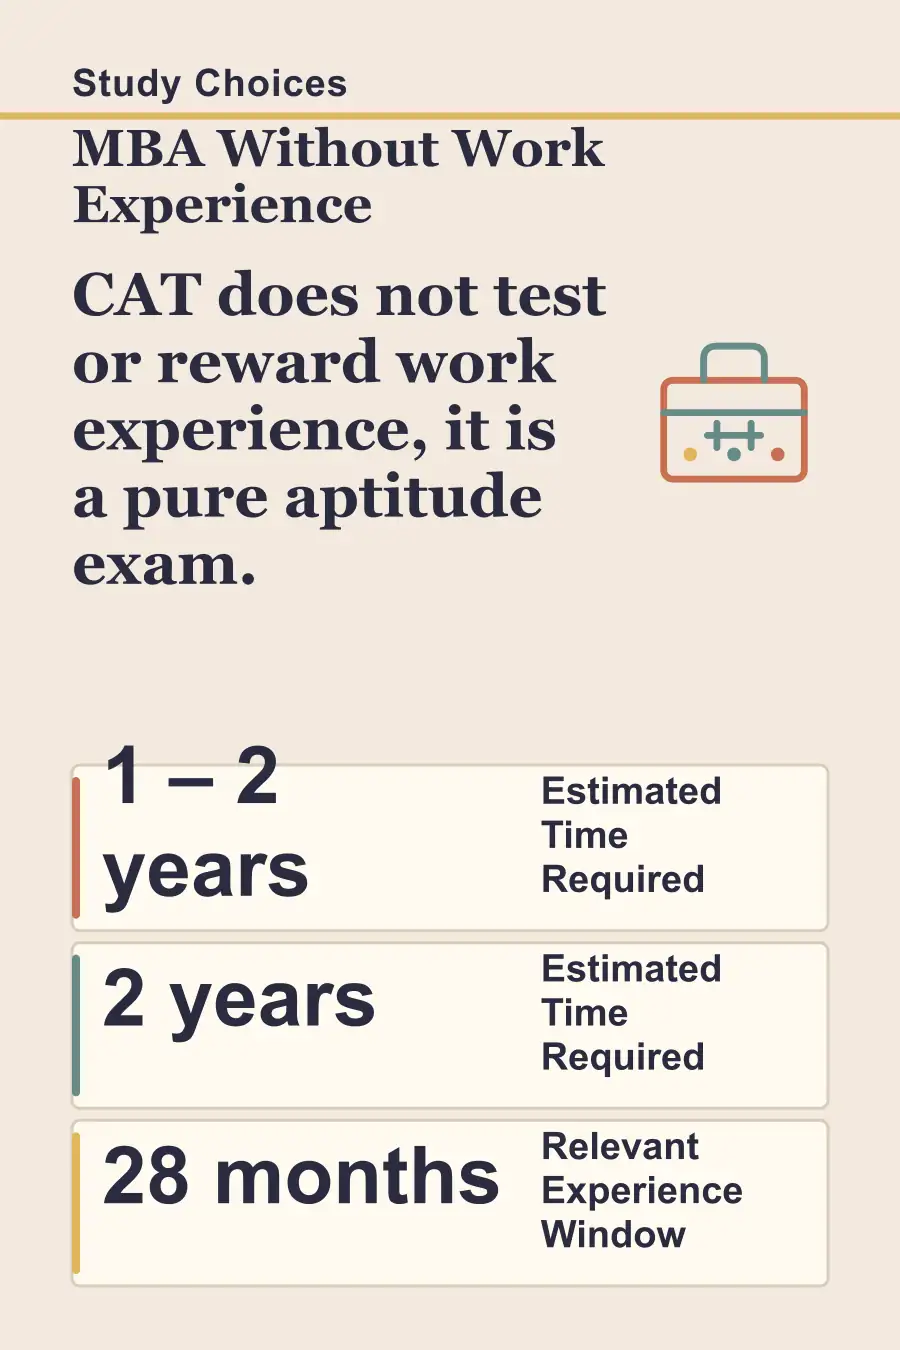 Study Choices
MBA Without Work
Experience
CAT does not test
or reward work
experience, it is
a pure aptitude
exam.
1 – 2
years
Estimated
Time
Required
2 years
Estimated
Time
Required
28 months
Relevant
Experience
Window